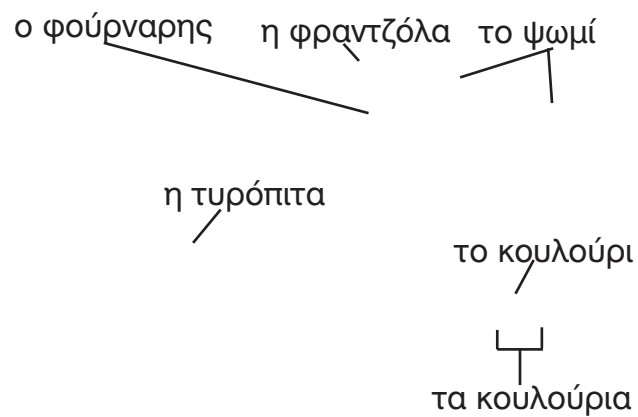 ο φούρναρης η φραντζόλα το ψωμί
η τυρόπιτα
το κουλούρι
τα κουλούρια